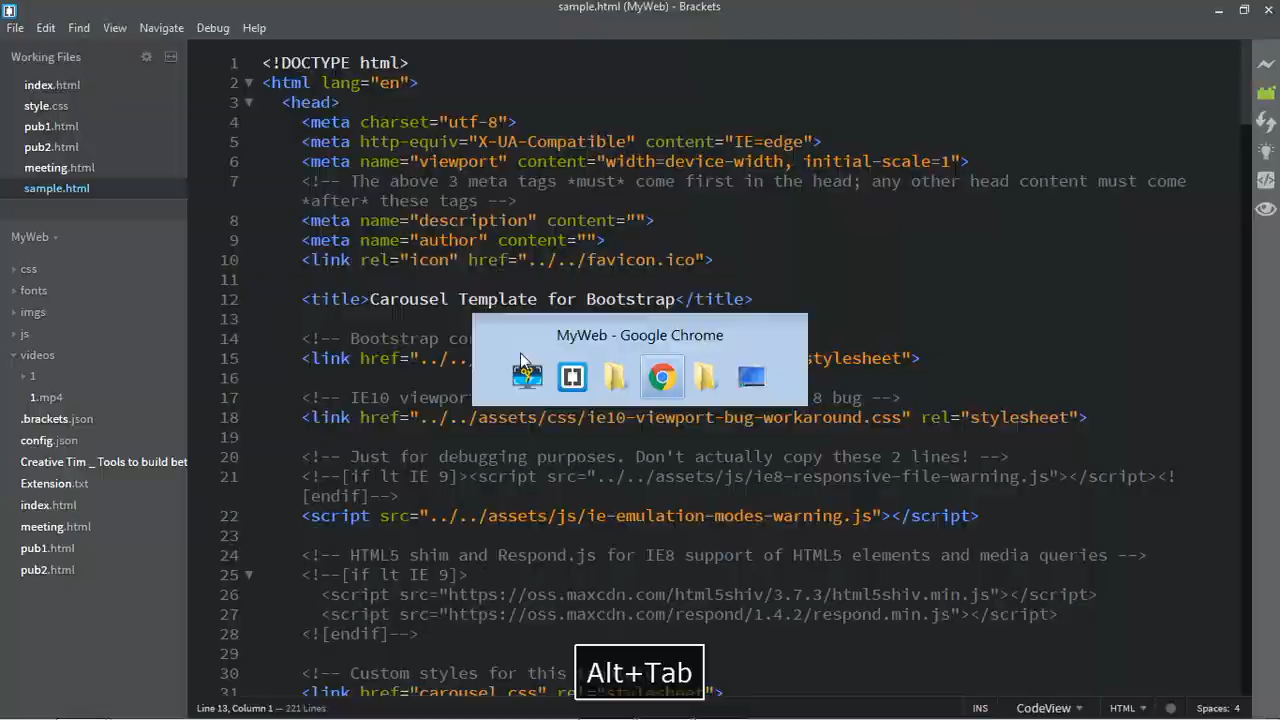 sample.html (MyWeb) - Brackets
File Edit Find View Navigate Debug Help
Working Files
index.html
style.css
pub1.html
pub2.html
meeting.html
sample.html
MyWeb
css
fonts
imgs
js
videos
1
1.mp4
.brackets.json
config.json
Creative Tim _ Tools to build bet
Extension.txt
index.html
meeting.html
pub1.html
pub2.html
1 <!DOCTYPE html>
2 <html lang="en">
3 <head>
4 <meta charset="utf-8">
5 <meta http-equiv="X-UA-Compatible" content="IE=edge">
6 <meta name="viewport" content="width=device-width, initial-scale=1">
7 <!-- The above 3 meta tags *must* come first in the head; any other head content must come
*after* these tags -->
8 <meta name="description" content="">
9 <meta name="author" content="">
10 <link rel="icon" href="../../favicon.ico">
11
12 <title>Carousel Template for Bootstrap</title>
13
14 <!-- Bootstrap co
15 <link href="../.. stylesheet">
16
17 <!-- IE10 viewpor 8 bug -->
18 <link href="../../assets/css/ie10-viewport-bug-workaround.css" rel="stylesheet">
19
20 <!-- Just for debugging purposes. Don't actually copy these 2 lines! -->
21 <!--[if lt IE 9]><script src="../../assets/js/ie8-responsive-file-warning.js"></script><!
[endif]-->
22 <script src="../../assets/js/ie-emulation-modes-warning.js"></script>
23
24 <!-- HTML5 shim and Respond.js for IE8 support of HTML5 elements and media queries -->
25 <!--[if lt IE 9]>
26 <script src="https://oss.maxcdn.com/html5shiv/3.7.3/html5shiv.min.js"></script>
27 <script src="https://oss.maxcdn.com/respond/1.4.2/respond.min.js"></script>
28 <![endif]-->
29
30 <!-- Custom styles for this
31 <link href="carousel.css" rel="stylesheet">
MyWeb - Google Chrome
Alt+Tab
Line 13, Column 1 — 221 Lines
INS CodeView HTML Spaces: 4